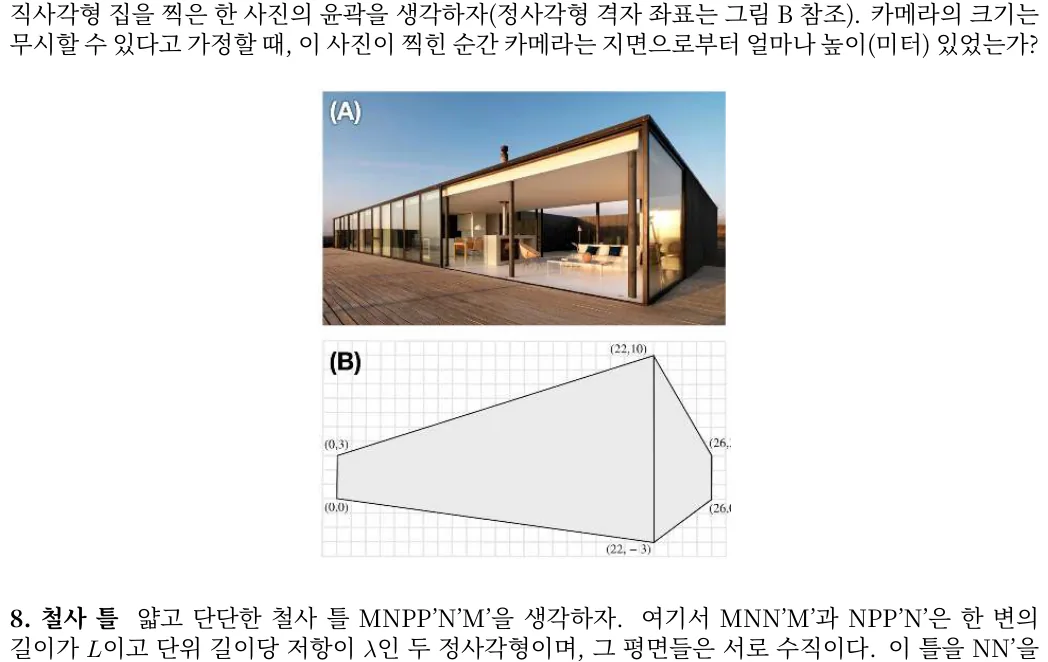 직사각형 집을 찍은 한 사진의 윤곽을 생각하자(정사각형 격자 좌표는 그림 B 참조). 카메라의 크기는
무시할 수 있다고 가정할 때, 이 사진이 찍힌 순간 카메라는 지면으로부터 얼마나 높이(미터) 있었는가?
(A)
(B)
(22,10)
(0,3)
(26,
(0,0)
(26,
(22, − 3)
8. 철사 틀 얇고 단단한 철사 틀 MNPP’N’M’을 생각하자. 여기서 MNN’M’과 NPP’N’은 한 변의
길이가 L이고 단위 길이당 저항이 λ인 두 정사각형이며, 그 평면들은 서로 수직이다. 이 틀을 NN’을